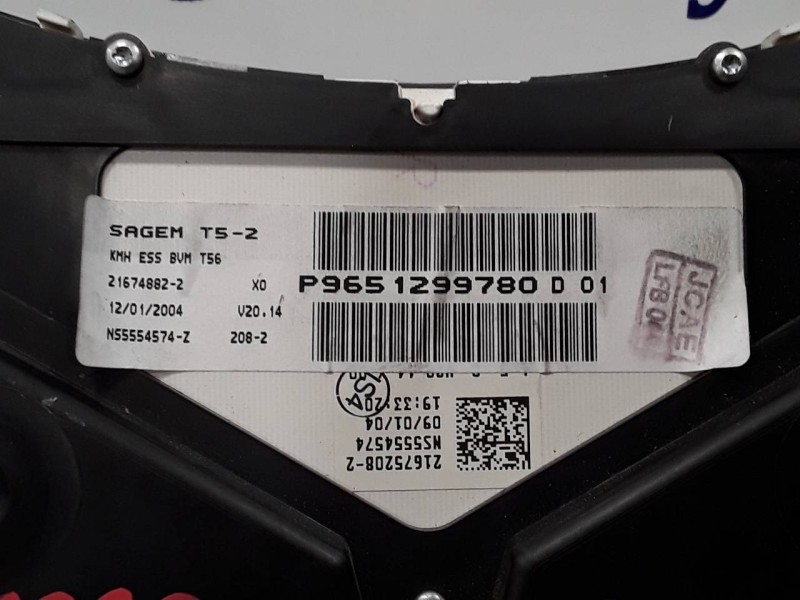 SAGEM T5-2
KMH ESS BVM T56
21674882-2 X0
12/01/2004 V20.14
NS5554574-Z 208-2
P9651299780 D 01
JCAE
21675208-2
NS5554574
09/01/04
19:33:20